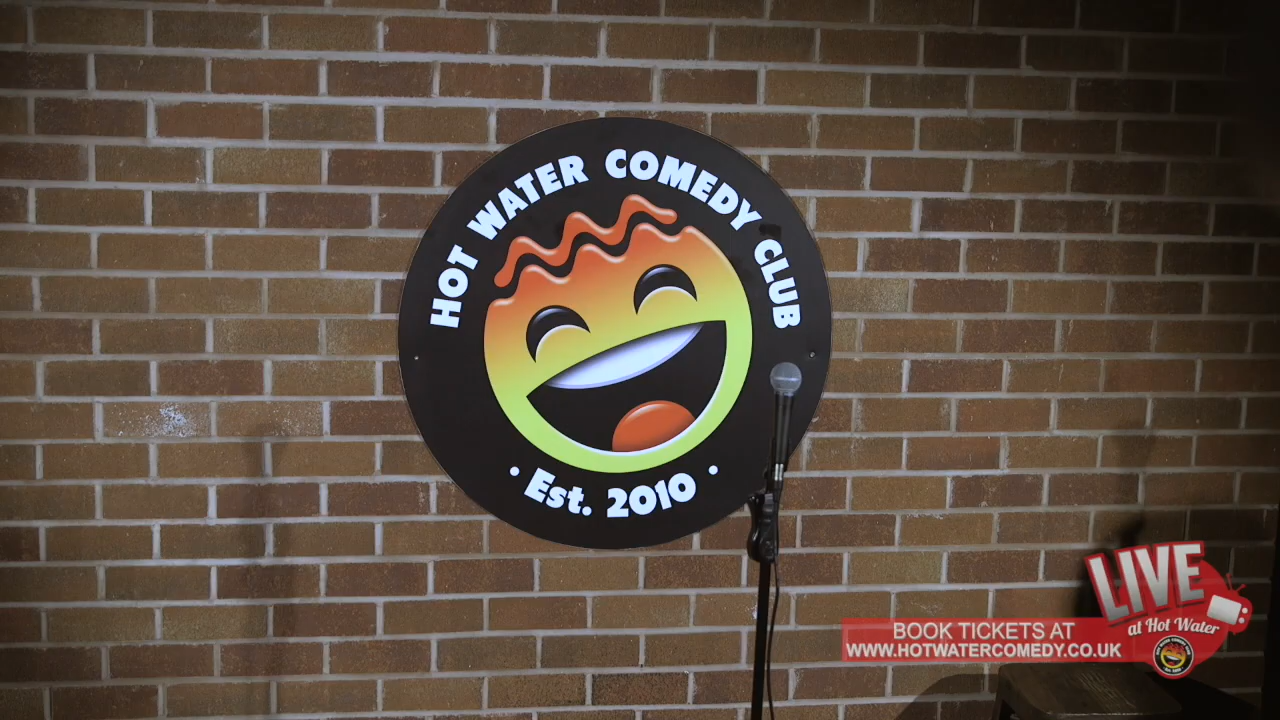 HOT WATER COMEDY CLUB
· Est. 2010 ·
LIVE
at Hot Water
BOOK TICKETS AT
WWW.HOTWATERCOMEDY.CO.UK